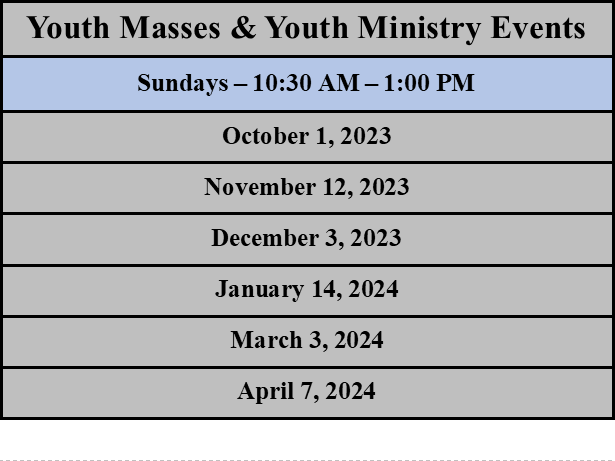 Youth Masses & Youth Ministry Events
Sundays – 10:30 AM – 1:00 PM
October 1, 2023
November 12, 2023
December 3, 2023
January 14, 2024
March 3, 2024
April 7, 2024